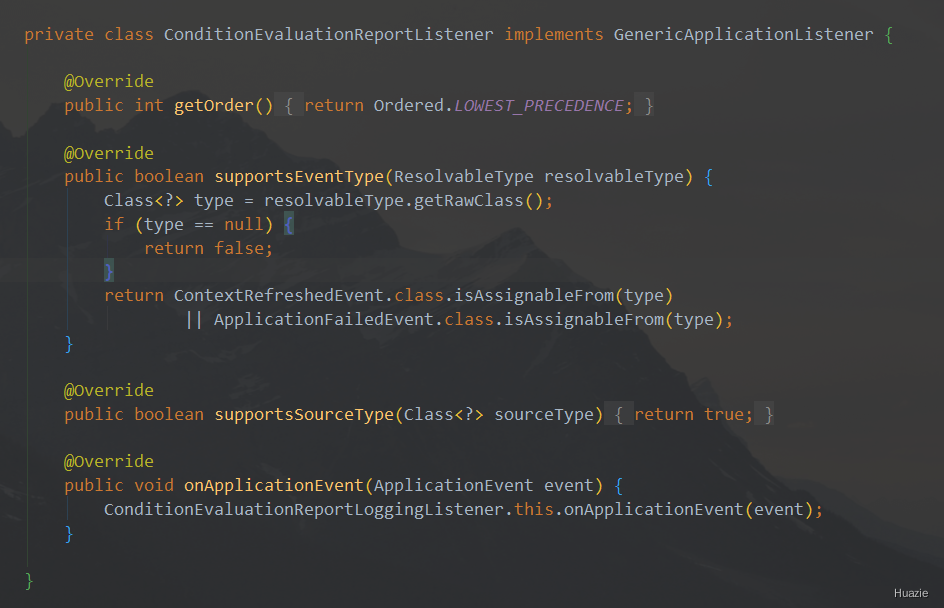 private class ConditionEvaluationReportListener implements GenericApplicationListener {
@Override
public int getOrder() { return Ordered.LOWEST_PRECEDENCE; }
@Override
public boolean supportsEventType(ResolvableType resolvableType) {
Class<?> type = resolvableType.getRawClass();
if (type == null) {
return false;
}
return ContextRefreshedEvent.class.isAssignableFrom(type)
|| ApplicationFailedEvent.class.isAssignableFrom(type);
}
@Override
public boolean supportsSourceType(Class<?> sourceType) { return true; }
@Override
public void onApplicationEvent(ApplicationEvent event) {
ConditionEvaluationReportLoggingListener.this.onApplicationEvent(event);
}
}
Huazie